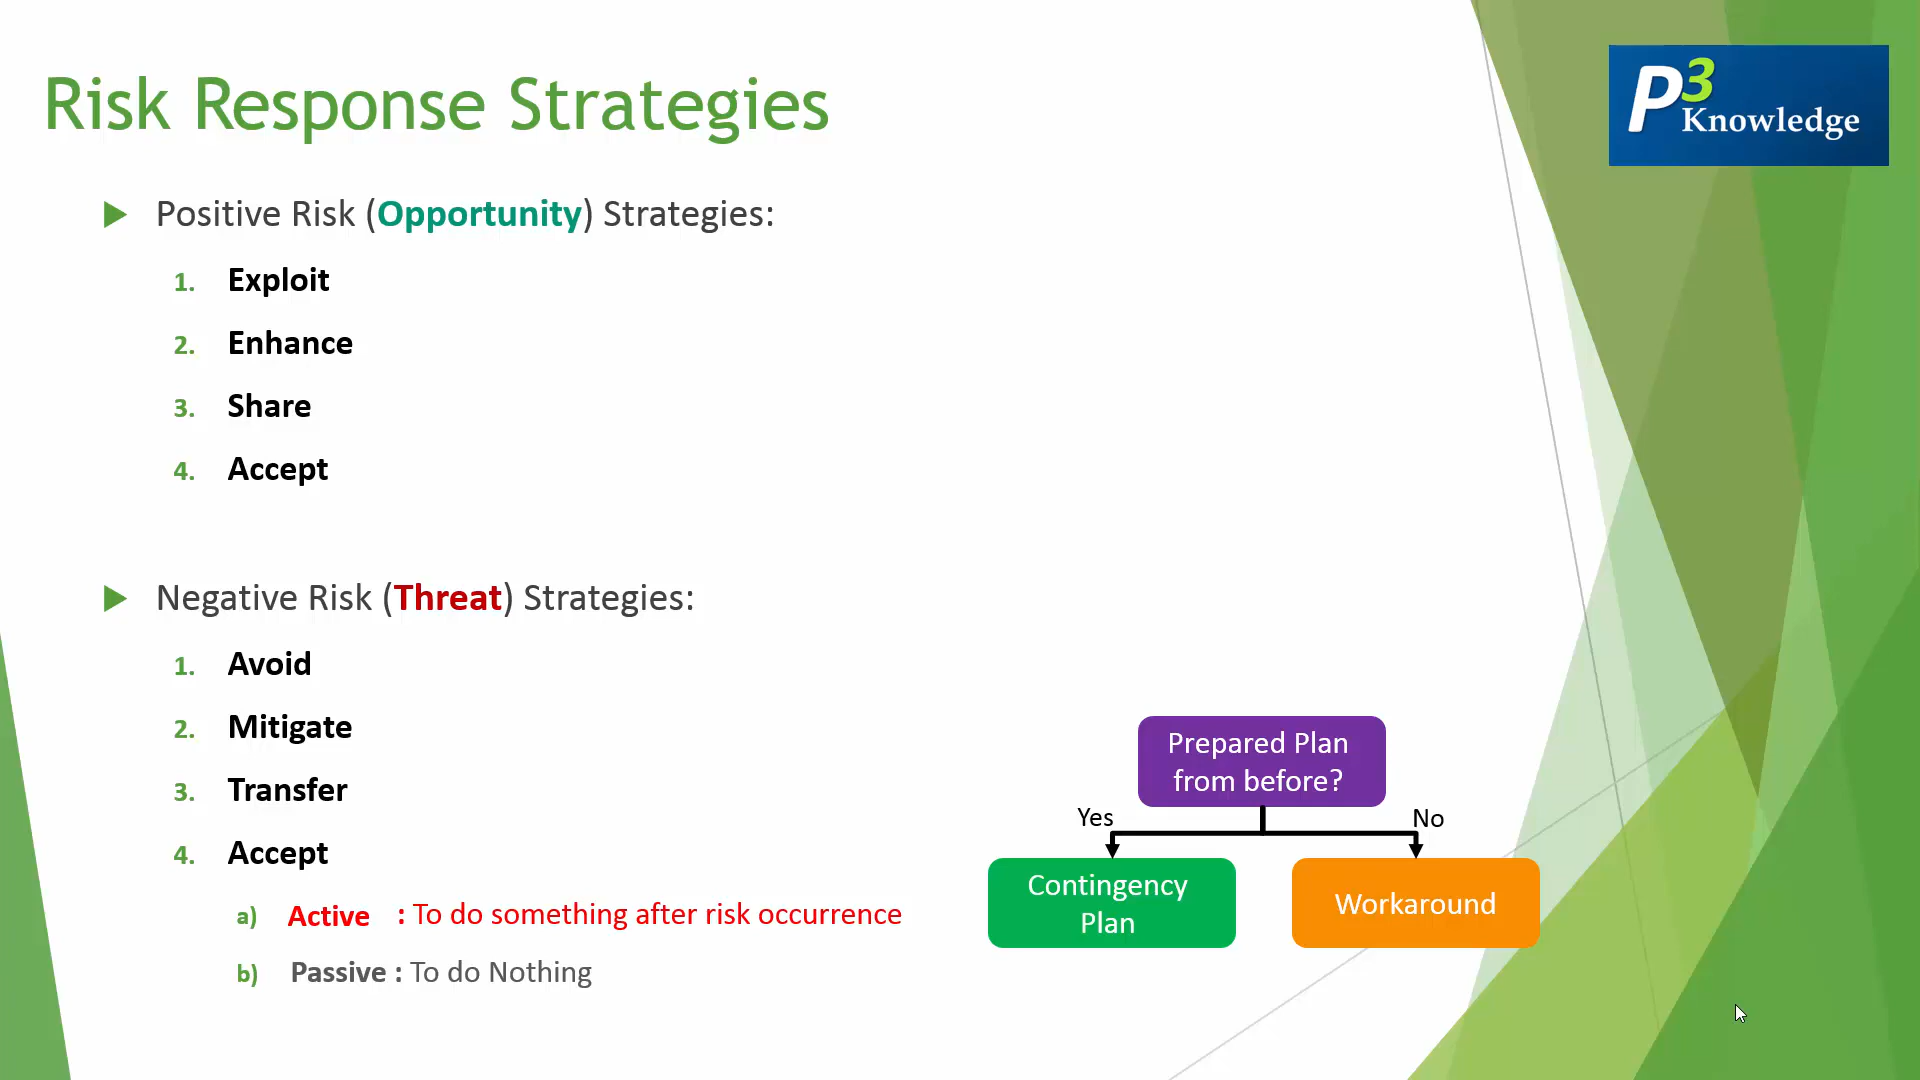 Risk Response Strategies
P3 Knowledge
Positive Risk (Opportunity) Strategies:
1. Exploit
2. Enhance
3. Share
4. Accept
Negative Risk (Threat) Strategies:
1. Avoid
2. Mitigate
3. Transfer
4. Accept
a) Active : To do something after risk occurrence
b) Passive : To do Nothing
Prepared Plan
from before?
Yes
No
Contingency
Plan
Workaround